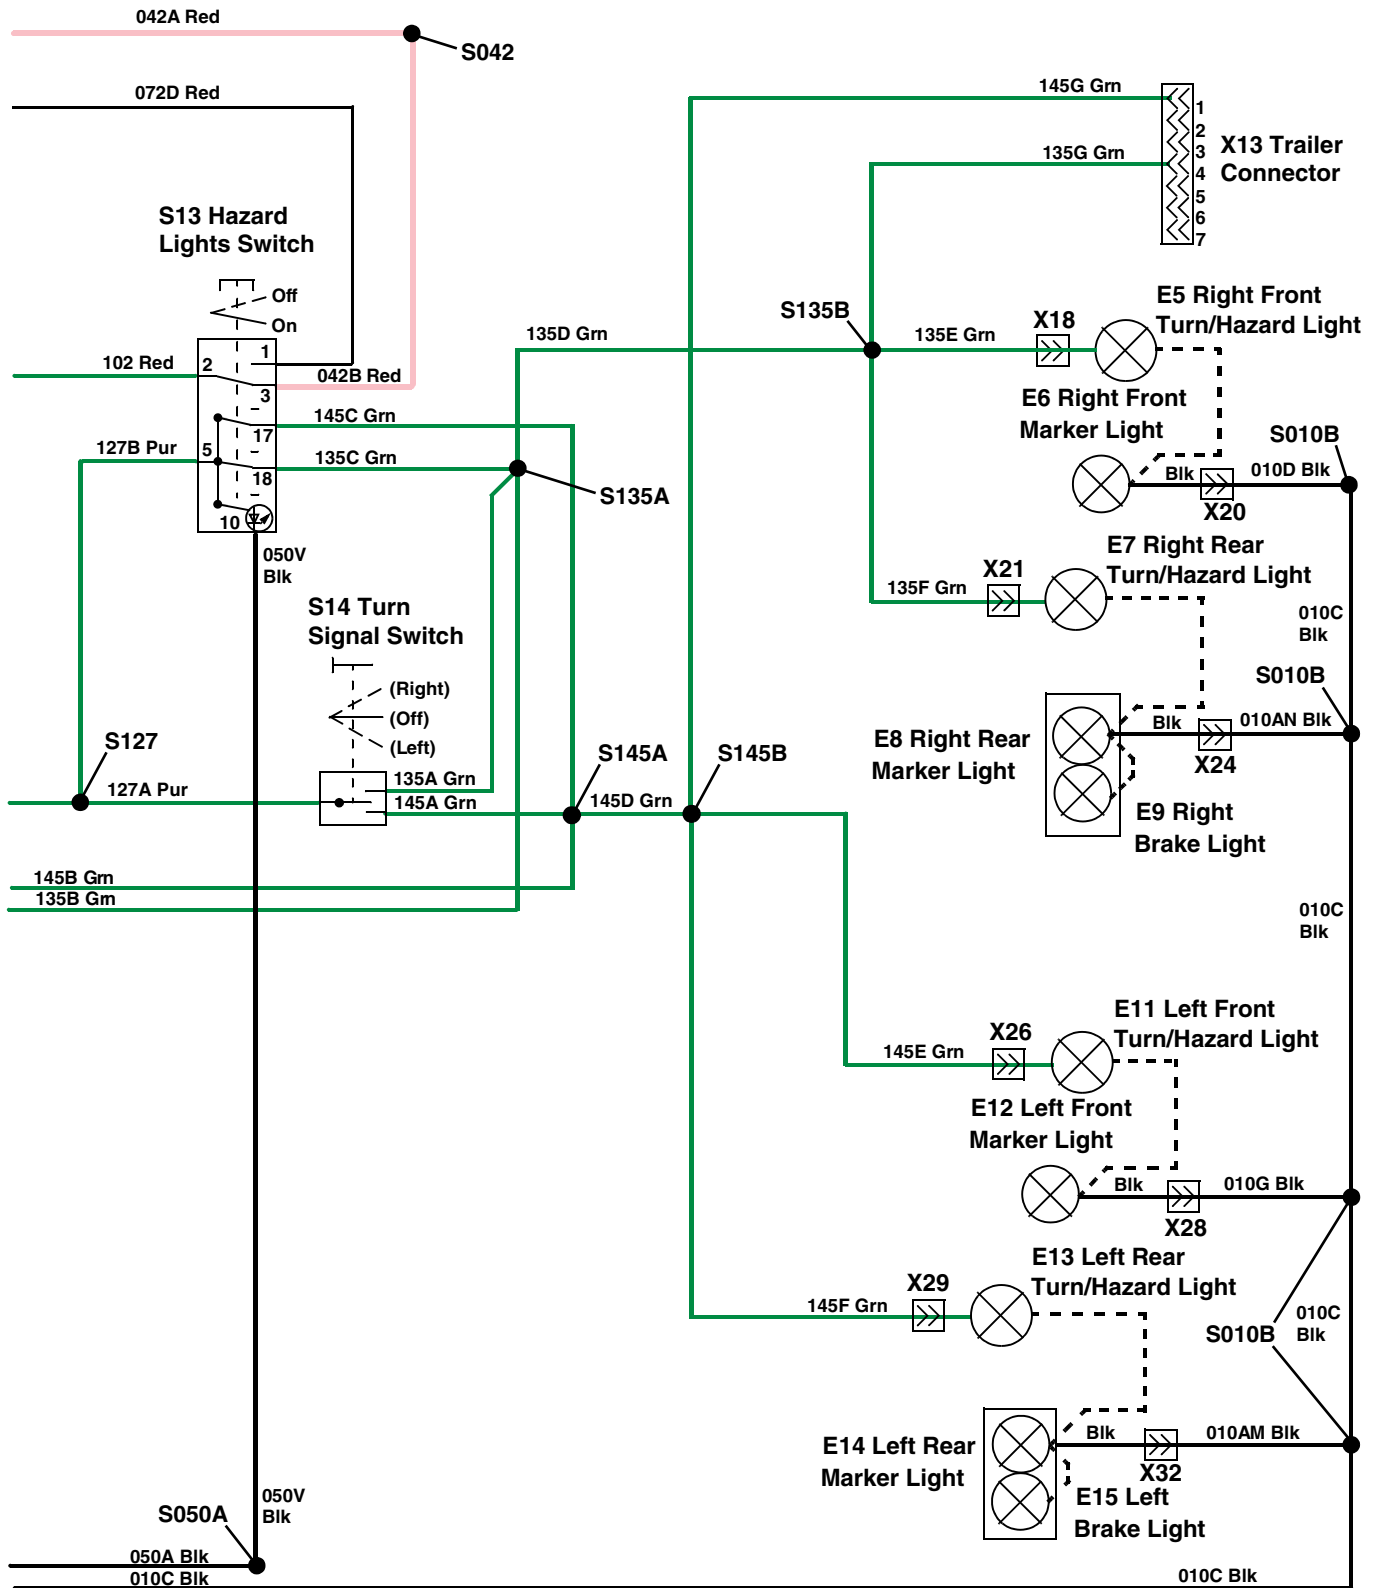 042A Red
S042
072D Red
145G Grn
135G Grn
1
2
3
4
5
6
7
X13 Trailer
Connector
S13 Hazard
Lights Switch
Off
On
102 Red
2
1
042B Red
3
145C Grn
17
127B Pur
5
135C Grn
18
10
S135A
050V
Blk
135D Grn
S135B
135E Grn
X18
E5 Right Front
Turn/Hazard Light
E6 Right Front
Marker Light
S010B
Blk
010D Blk
X20
E7 Right Rear
Turn/Hazard Light
X21
135F Grn
010C
Blk
S14 Turn
Signal Switch
(Right)
(Off)
(Left)
S127
127A Pur
135A Grn
145A Grn
S145A
145D Grn
S145B
S010B
Blk
010AN Blk
X24
E8 Right Rear
Marker Light
E9 Right
Brake Light
145B Grn
135B Grn
010C
Blk
E11 Left Front
Turn/Hazard Light
X26
145E Grn
E12 Left Front
Marker Light
Blk
010G Blk
X28
E13 Left Rear
Turn/Hazard Light
X29
145F Grn
010C
Blk
S010B
Blk
010AM Blk
X32
E14 Left Rear
Marker Light
E15 Left
Brake Light
050V
Blk
S050A
050A Blk
010C Blk
010C Blk